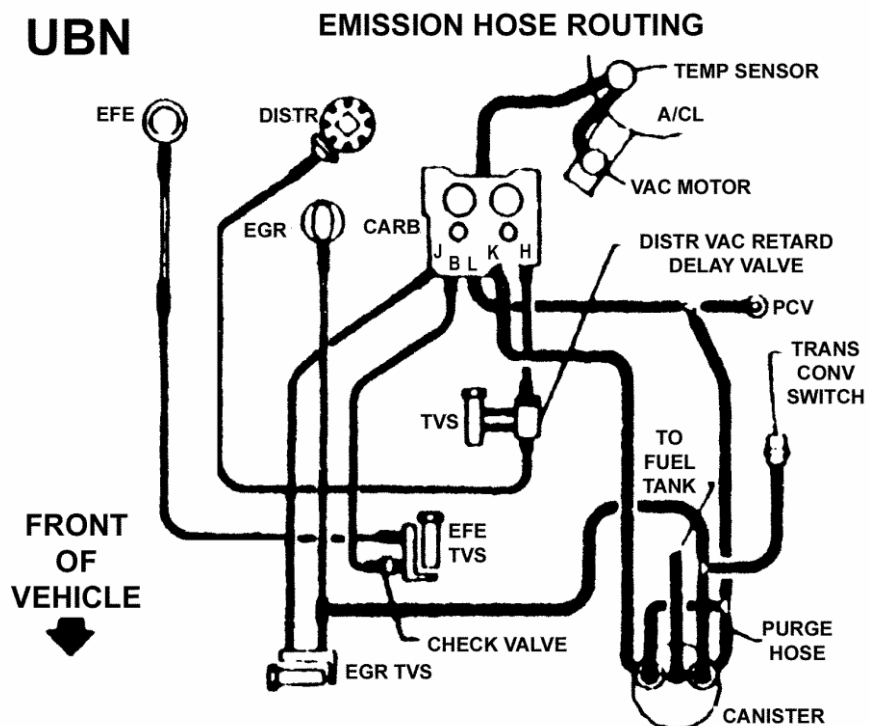 UBN
EMISSION HOSE ROUTING
TEMP SENSOR
EFE
DISTR
A/CL
VAC MOTOR
EGR
CARB
J
B
L
K
H
DISTR VAC RETARD
DELAY VALVE
PCV
TRANS
CONV
SWITCH
TVS
TO
FUEL
TANK
FRONT
OF
VEHICLE
EFE
TVS
CHECK VALVE
PURGE
HOSE
EGR TVS
CANISTER